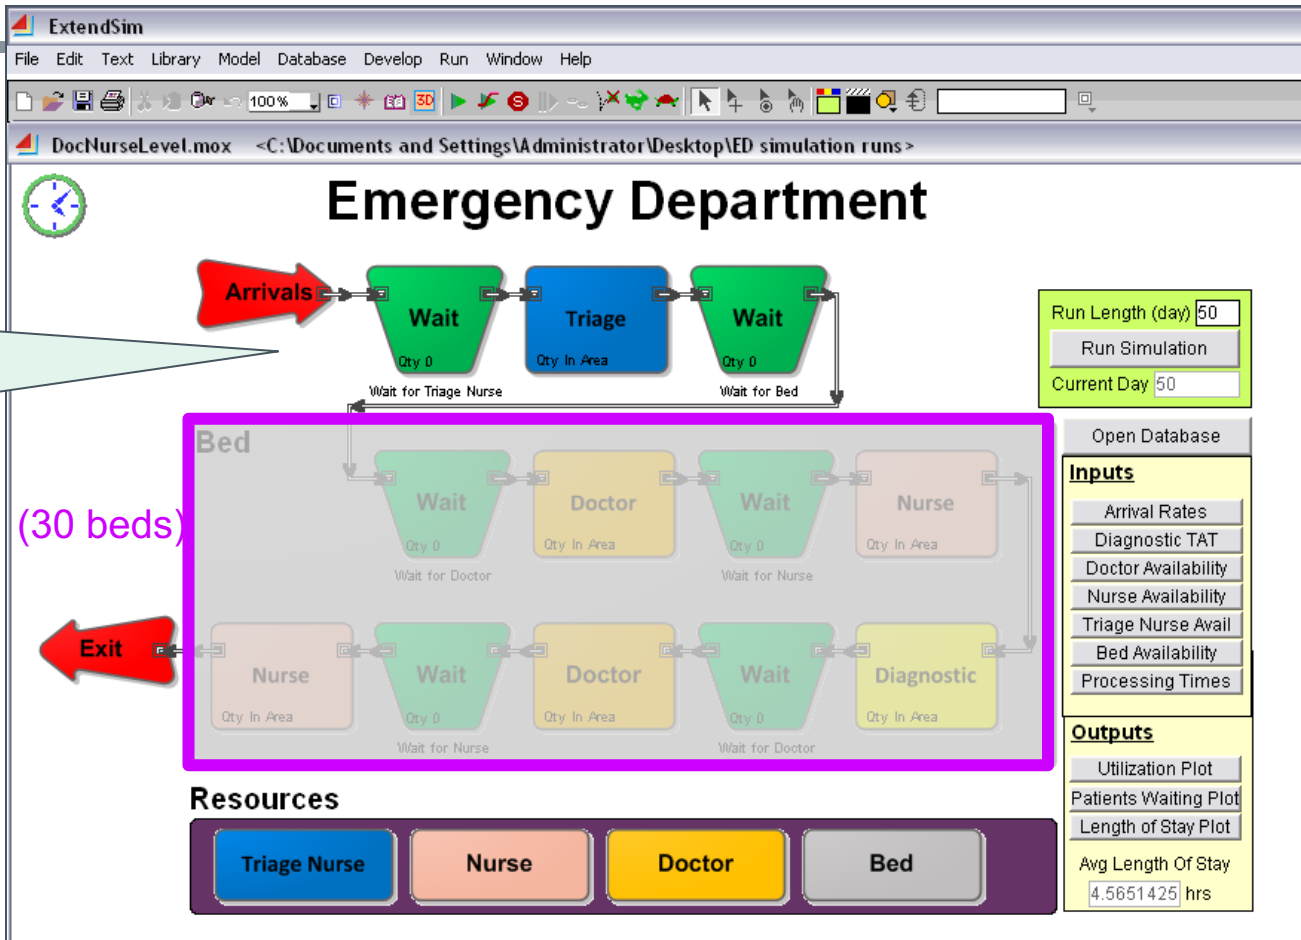 ExtendSim
File Edit Text Library Model Database Develop Run Window Help
100% 3D S
DocNurseLevel.mox <C:\Documents and Settings\Administrator\Desktop\ED simulation runs>
Emergency Department
Arrivals
Wait
Qty 0
Wait for Triage Nurse
Triage
Qty In Area
Wait
Qty 0
Wait for Bed
Run Length (day) 50
Run Simulation
Current Day 50
Open Database
Bed
(30 beds)
Wait
Qty 0
Wait for Doctor
Doctor
Qty In Area
Wait
Qty 0
Wait for Nurse
Nurse
Qty In Area
Exit
Nurse
Qty In Area
Wait
Qty 0
Wait for Nurse
Doctor
Qty In Area
Wait
Qty 0
Wait for Doctor
Diagnostic
Qty In Area
Inputs
Arrival Rates
Diagnostic TAT
Doctor Availability
Nurse Availability
Triage Nurse Avail
Bed Availability
Processing Times
Outputs
Utilization Plot
Patients Waiting Plot
Length of Stay Plot
Avg Length Of Stay
4.5651425 hrs
Resources
Triage Nurse
Nurse
Doctor
Bed